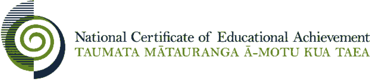 National Certificate of Educational Achievement
TAUMATA MĀTAURANGA Ā-MOTU KUA TAEA